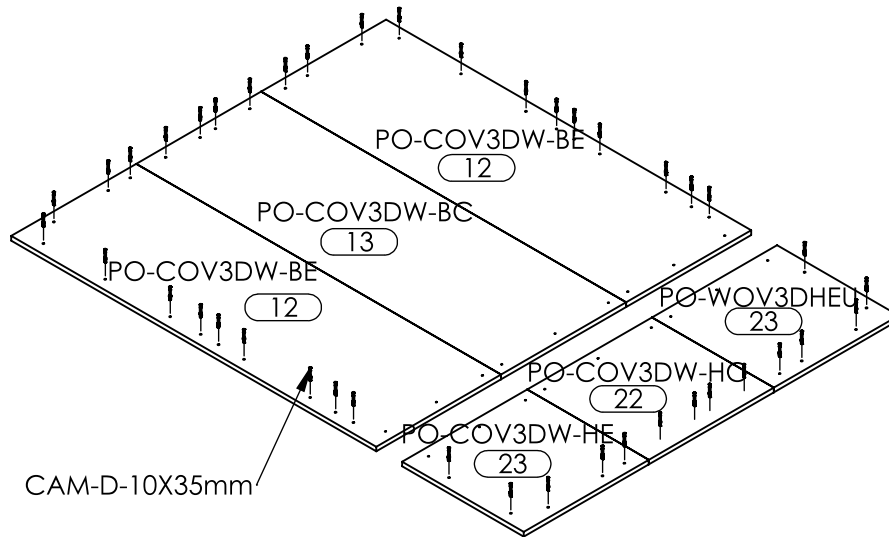 PO-COV3DW-BE
12
PO-COV3DW-BC
13
PO-COV3DW-BE
12
PO-WOV3DHEU
23
PO-COV3DW-HC
22
PO-COV3DW-HE
23
CAM-D-10X35mm